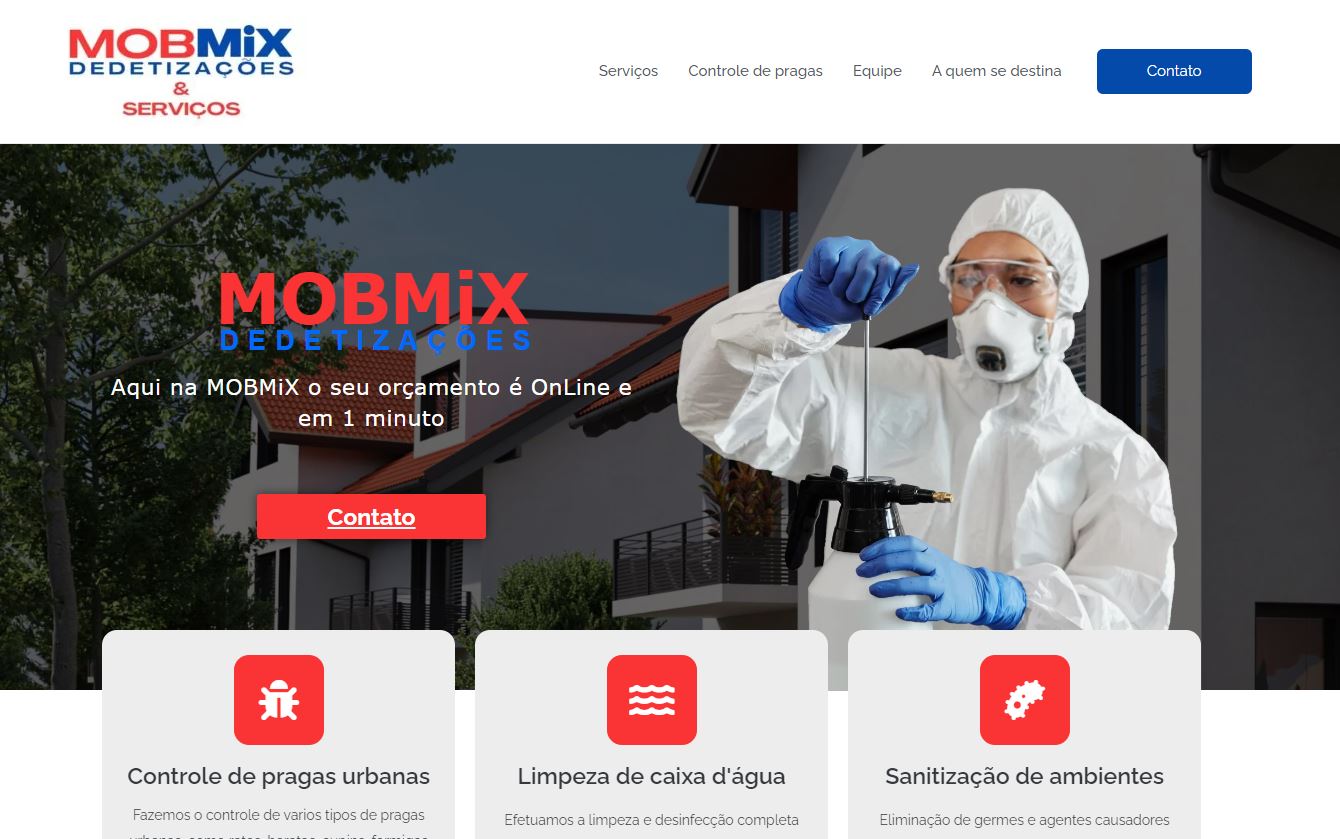 MOBMiX
DEDETIZAÇÕES
&
SERVIÇOS
Serviços
Controle de pragas
Equipe
A quem se destina
Contato
MOBMiX
DEDETIZAÇÕES
Aqui na MOBMiX o seu orçamento é OnLine e
em 1 minuto
Contato
Controle de pragas urbanas
Fazemos o controle de varios tipos de pragas
Limpeza de caixa d'água
Efetuamos a limpeza e desinfecção completa
Sanitização de ambientes
Eliminação de germes e agentes causadores